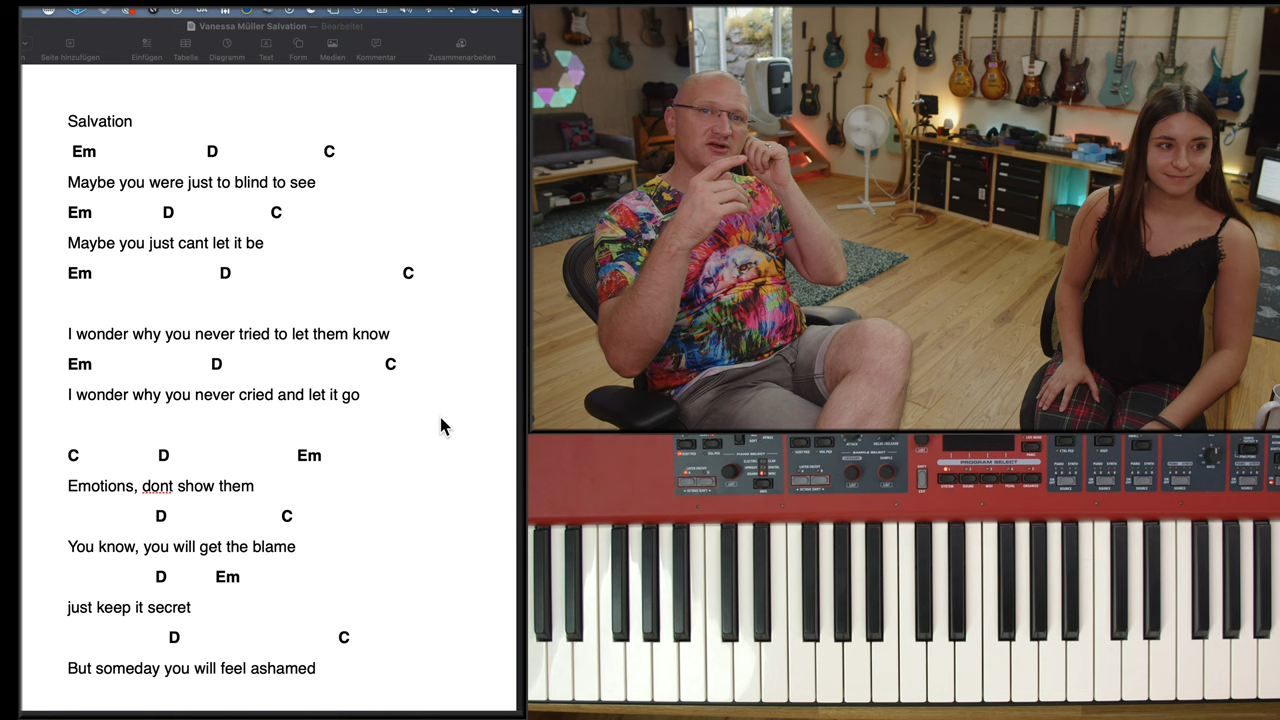 Vanessa Müller Salvation — Bearbeitet
Seite hinzufügen Einfügen Tabelle Diagramm Text Form Medien Kommentar Zusammenarbeiten
Salvation
Em D C
Maybe you were just to blind to see
Em D C
Maybe you just cant let it be
Em D C
I wonder why you never tried to let them know
Em D C
I wonder why you never cried and let it go
C D Em
Emotions, dont show them
D C
You know, you will get the blame
D Em
just keep it secret
D C
But someday you will feel ashamed
PROGRAM SELECT